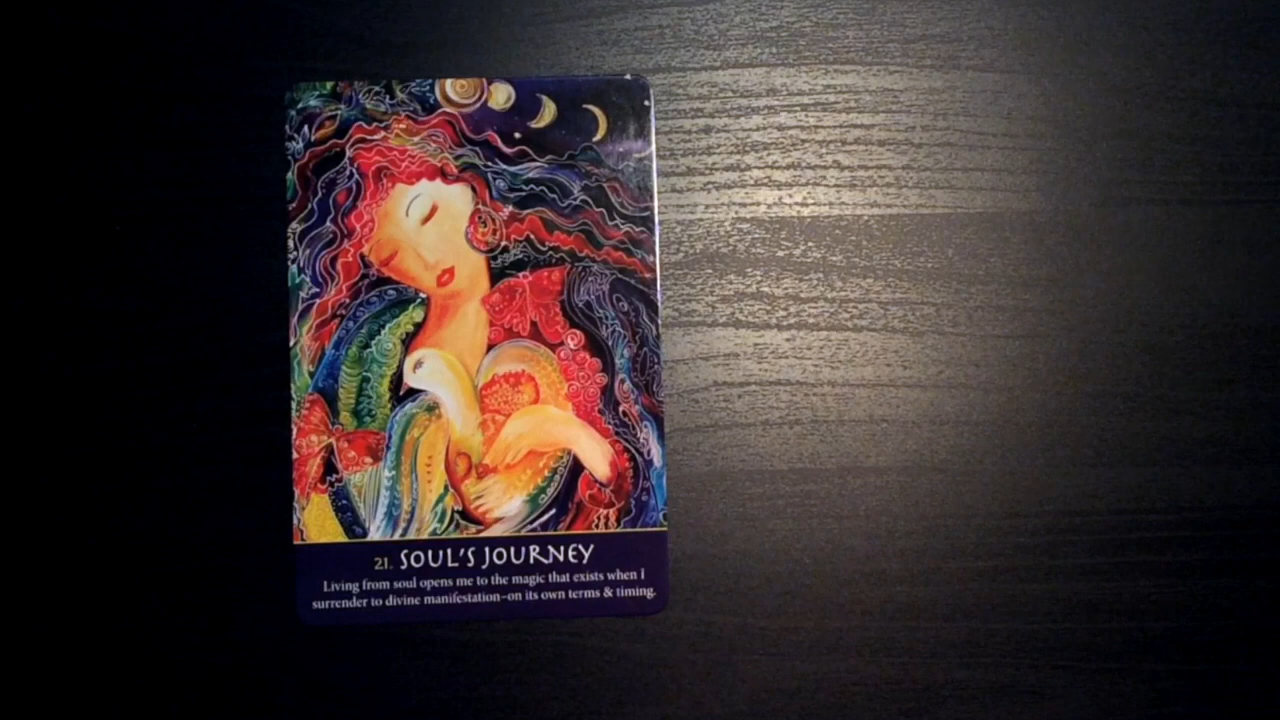 21. SOUL'S JOURNEY
Living from soul opens me to the magic that exists when I
surrender to divine manifestation–on its own terms & timing.